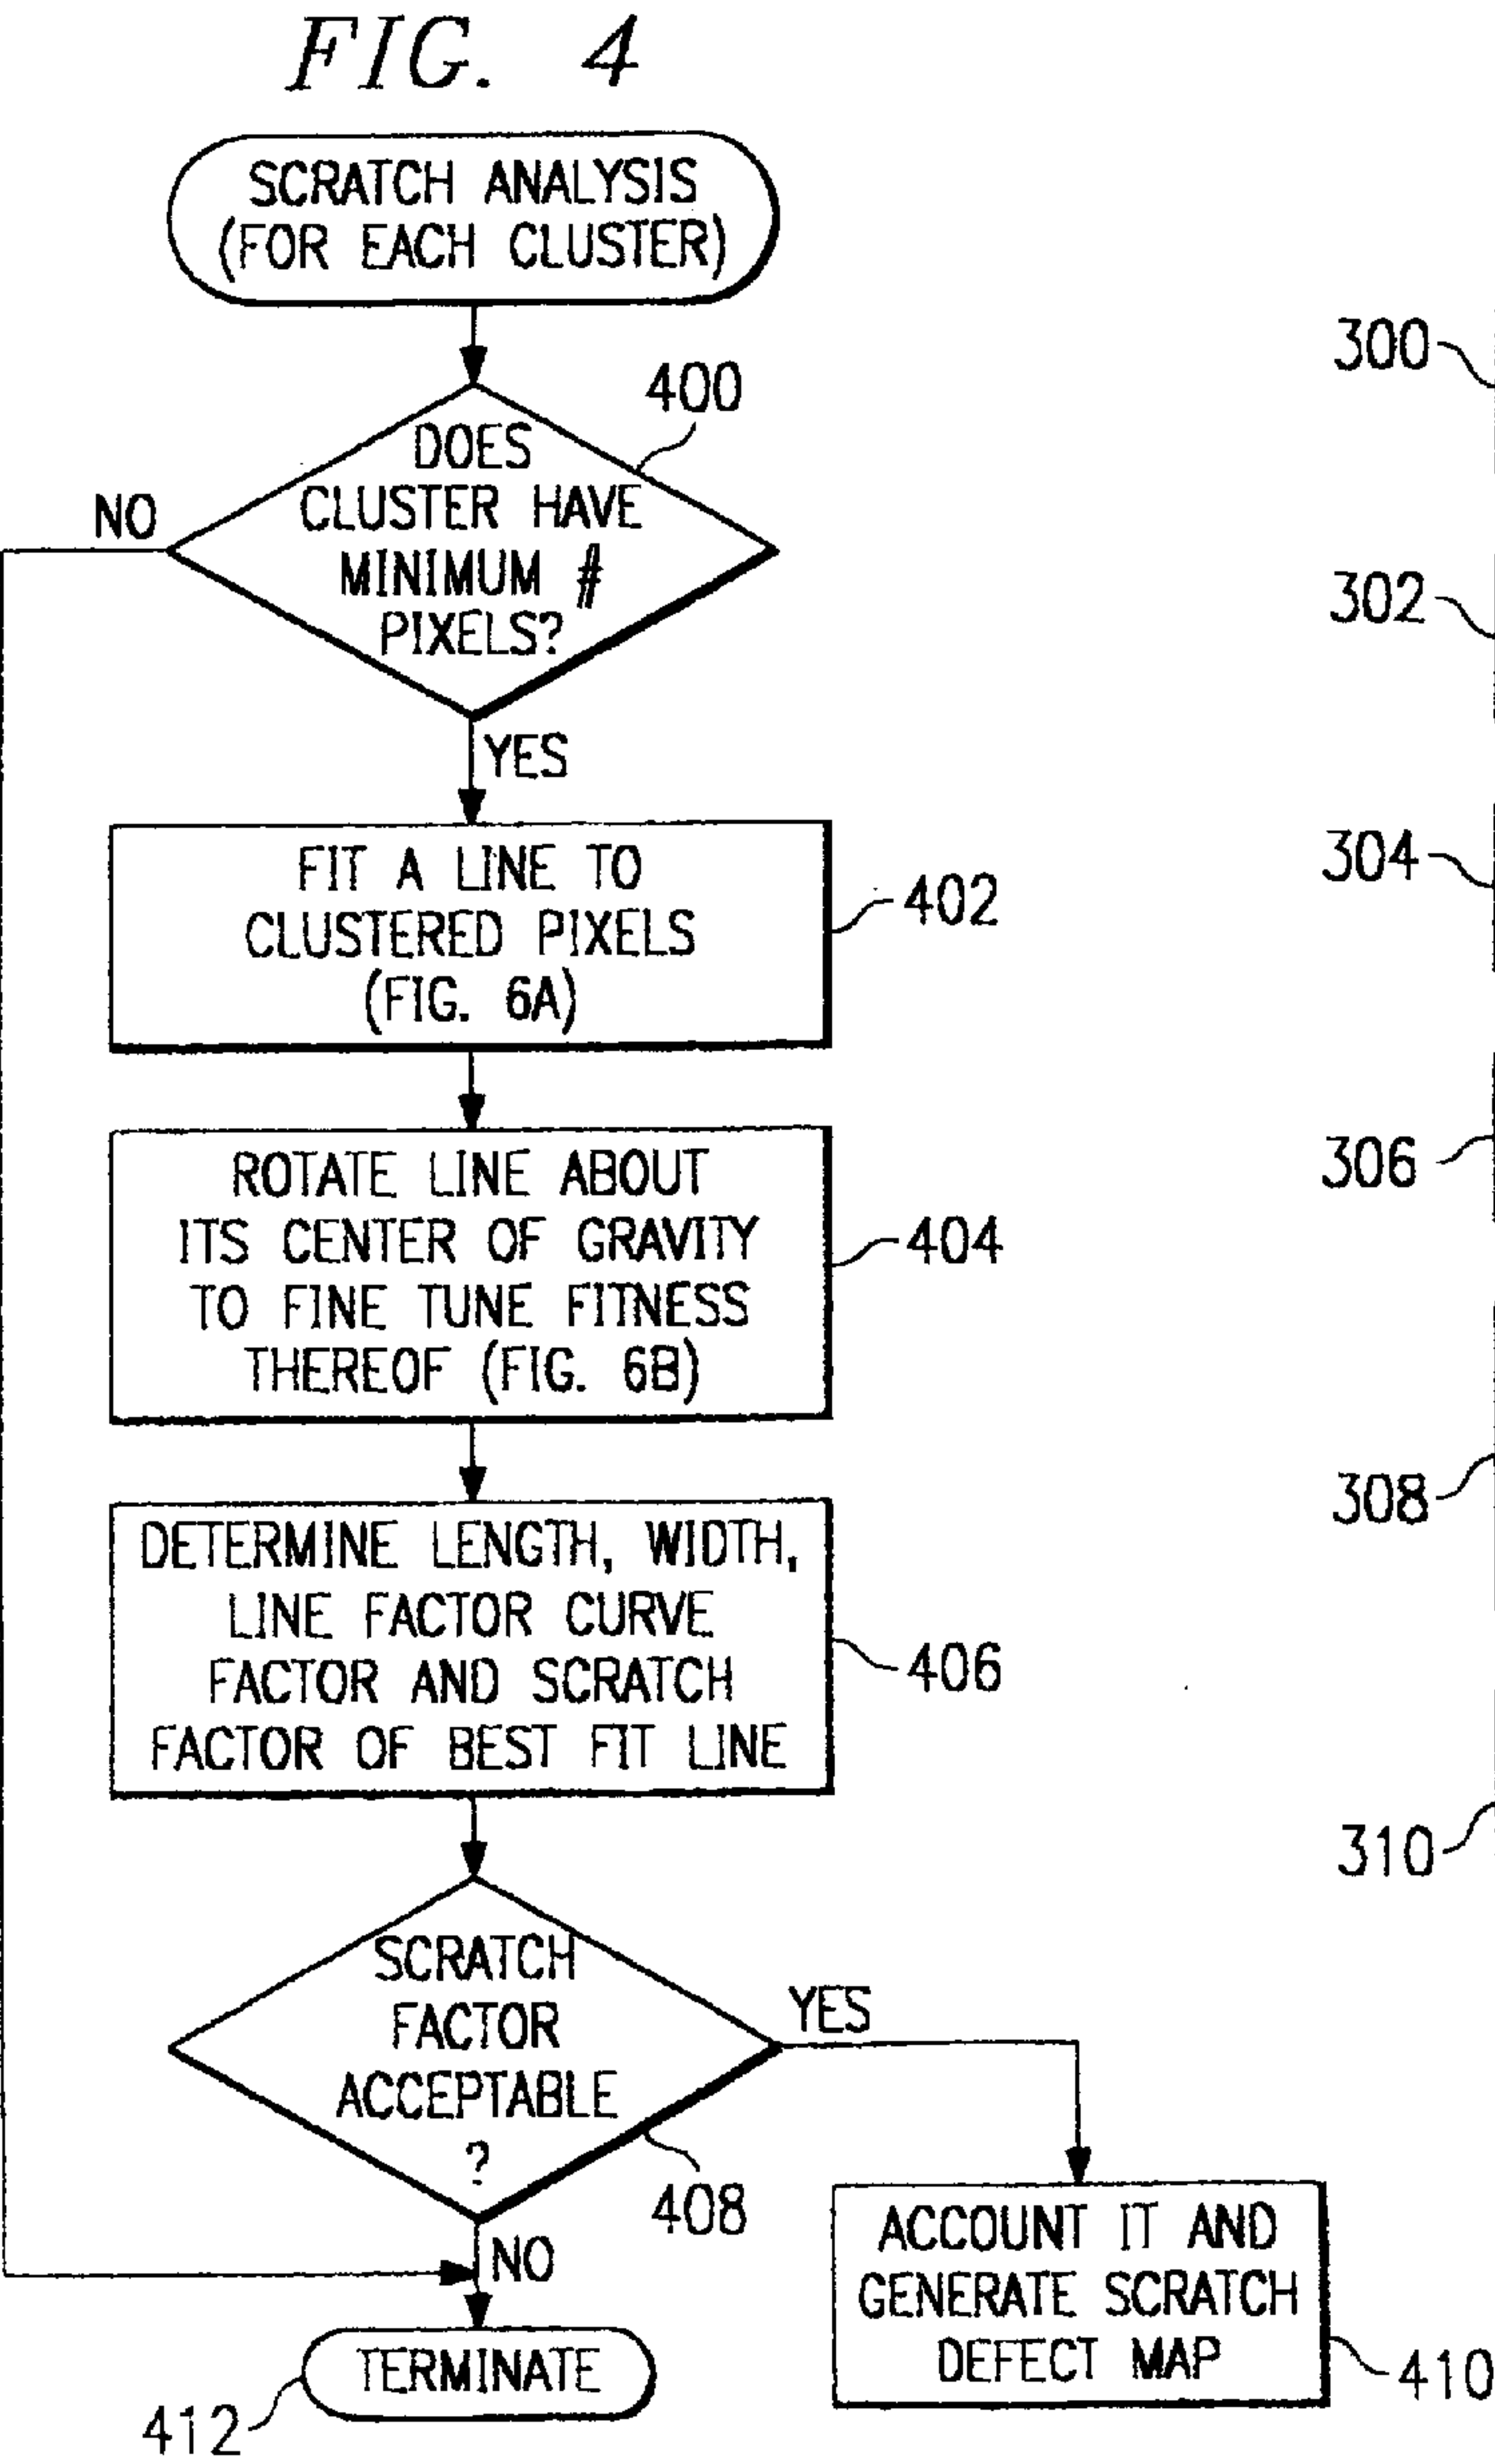 FIG. 4
SCRATCH ANALYSIS
(FOR EACH CLUSTER)
400
DOES
CLUSTER HAVE
MINIMUM #
PIXELS?
NO
YES
FIT A LINE TO
CLUSTERED PIXELS
(FIG. 6A)
402
ROTATE LINE ABOUT
ITS CENTER OF GRAVITY
TO FINE TUNE FITNESS
THEREOF (FIG. 6B)
404
DETERMINE LENGTH, WIDTH,
LINE FACTOR CURVE
FACTOR AND SCRATCH
FACTOR OF BEST FIT LINE
406
SCRATCH
FACTOR
ACCEPTABLE
?
408
YES
NO
ACCOUNT IT AND
GENERATE SCRATCH
DEFECT MAP
410
TERMINATE
412
300
302
304
306
308
310